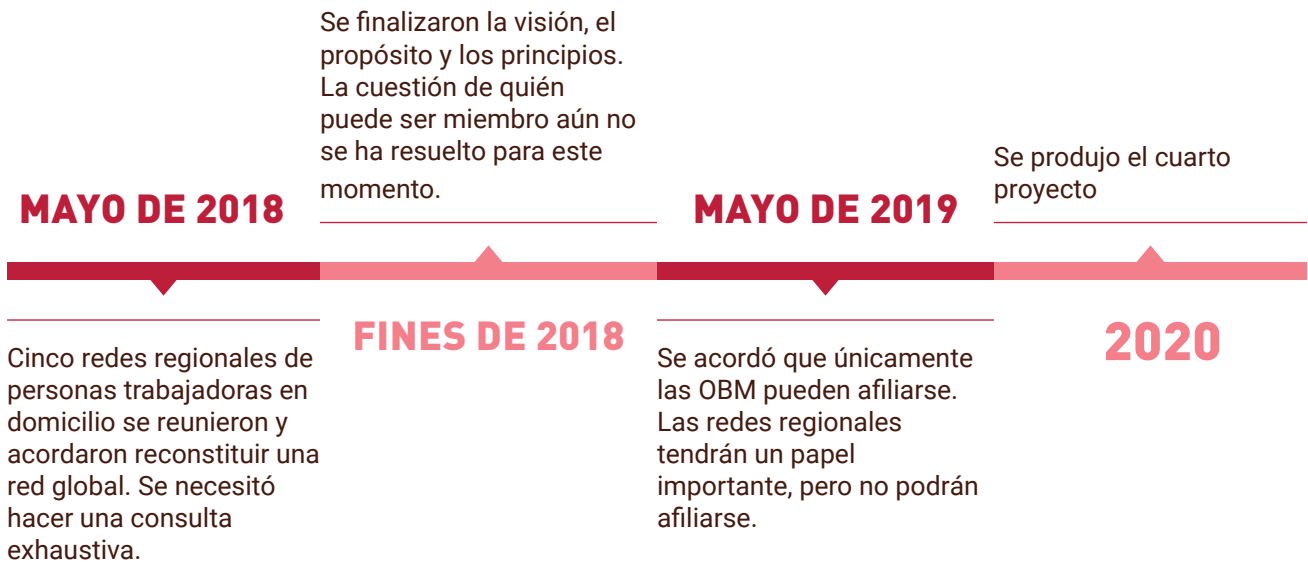 MAYO DE 2018
Cinco redes regionales de
personas trabajadoras en
domicilio se reunieron y
acordaron reconstituir una
red global. Se necesitó
hacer una consulta
exhaustiva.
Se finalizaron la visión, el
propósito y los principios.
La cuestión de quién
puede ser miembro aún no
se ha resuelto para este
momento.
FINES DE 2018
MAYO DE 2019
Se acordó que únicamente
las OBM pueden afiliarse.
Las redes regionales
tendrán un papel
importante, pero no podrán
afiliarse.
Se produjo el cuarto
proyecto
2020